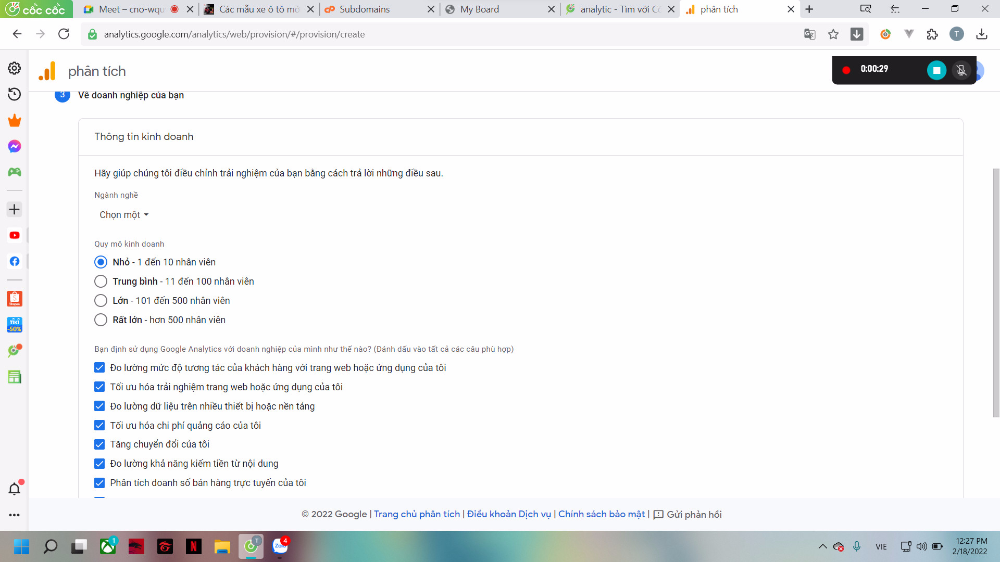 cốc cốc
Meet – cno-wqu
Các mẫu xe ô tô mớ
Subdomains
My Board
analytic - Tìm với Cố
phân tích
analytics.google.com/analytics/web/provision/#/provision/create
T
phân tích
0:00:29
3 Về doanh nghiệp của bạn
Thông tin kinh doanh
Hãy giúp chúng tôi điều chỉnh trải nghiệm của bạn bằng cách trả lời những điều sau.
Ngành nghề
Chọn một
Quy mô kinh doanh
Nhỏ - 1 đến 10 nhân viên
Trung bình - 11 đến 100 nhân viên
Lớn - 101 đến 500 nhân viên
Rất lớn - hơn 500 nhân viên
Bạn định sử dụng Google Analytics với doanh nghiệp của mình như thế nào? (Đánh dấu vào tất cả các câu phù hợp)
Đo lường mức độ tương tác của khách hàng với trang web hoặc ứng dụng của tôi
Tối ưu hóa trải nghiệm trang web hoặc ứng dụng của tôi
Đo lường dữ liệu trên nhiều thiết bị hoặc nền tảng
Tối ưu hóa chi phí quảng cáo của tôi
Tăng chuyển đổi của tôi
Đo lường khả năng kiếm tiền từ nội dung
Phân tích doanh số bán hàng trực tuyến của tôi
Shopee
TIKI
-50%
© 2022 Google | Trang chủ phân tích | Điều khoản Dịch vụ | Chính sách bảo mật | Gửi phản hồi
1
N
T
Zalo
4
VIE
12:27 PM
2/18/2022